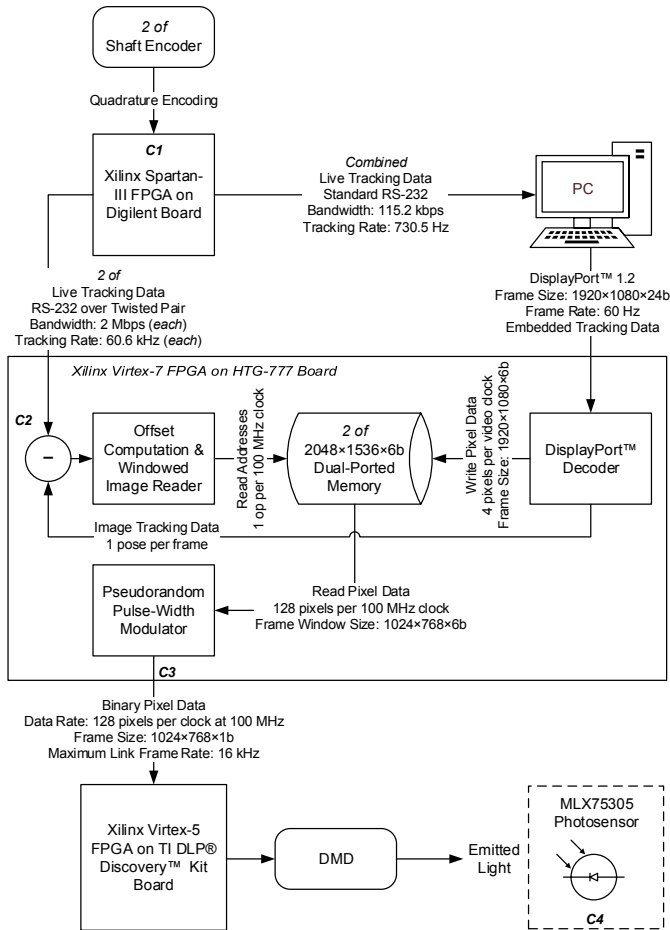 2 of
Shaft Encoder
Quadrature Encoding
C1
Xilinx Spartan-
III FPGA on
Digilent Board
Combined
Live Tracking Data
Standard RS-232
Bandwidth: 115.2 kbps
Tracking Rate: 730.5 Hz
PC
2 of
Live Tracking Data
RS-232 over Twisted Pair
Bandwidth: 2 Mbps (each)
Tracking Rate: 60.6 kHz (each)
DisplayPort™ 1.2
Frame Size: 1920×1080×24b
Frame Rate: 60 Hz
Embedded Tracking Data
Xilinx Virtex-7 FPGA on HTG-777 Board
C2
−
Offset
Computation &
Windowed
Image Reader
Read Addresses
1 op per 100 MHz clock
2 of
2048×1536×6b
Dual-Ported
Memory
Write Pixel Data
4 pixels per video clock
Frame Size: 1920×1080×6b
DisplayPort™
Decoder
Image Tracking Data
1 pose per frame
Pseudorandom
Pulse-Width
Modulator
Read Pixel Data
128 pixels per 100 MHz clock
Frame Window Size: 1024×768×6b
C3
Binary Pixel Data
Data Rate: 128 pixels per clock at 100 MHz
Frame Size: 1024×768×1b
Maximum Link Frame Rate: 16 kHz
Xilinx Virtex-5
FPGA on TI DLP®
Discovery™ Kit
Board
DMD
Emitted
Light
MLX75305
Photosensor
C4